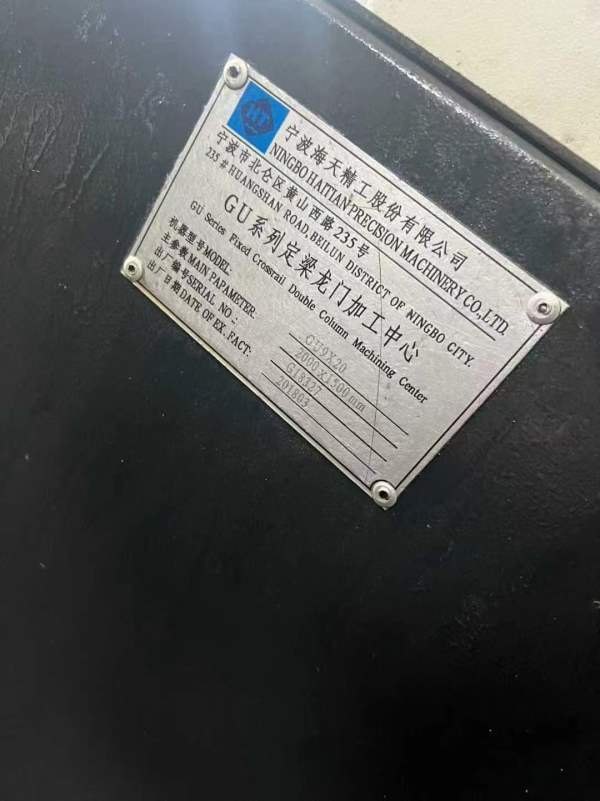 HT
宁波海天精工股份有限公司
NINGBO HAITIAN PRECISION MACHINERY CO,.LTD.
宁波市北仑区黄山西路235号
235＃HUANGSHAN ROAD, BEILUN DISTRICT OF NINGBO CITY.
GU系列定梁龙门加工中心
GU Series Fixed Crossrail Double Column Machining Center
机器型号MODEL: GU9X20
主参数MAIN PAPAMETER: 2000X1500mm
出厂编号SERIAL NO.: G18327
出厂日期DATE OF EX. FACT: 201803